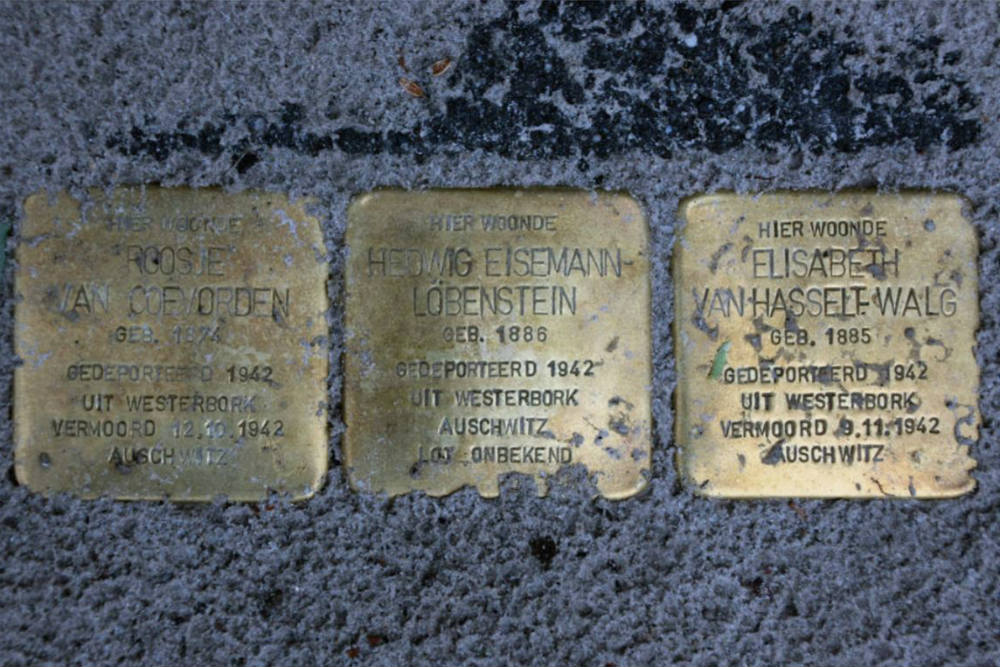 HIER WOONDE
ROOSJE
VAN COEVORDEN
GEB. 1874
GEDEPORTEERD 1942
UIT WESTERBORK
VERMOORD 12.10.1942
AUSCHWITZ
HIER WOONDE
HEDWIG EISEMANN-
LÖBENSTEIN
GEB. 1886
GEDEPORTEERD 1942
UIT WESTERBORK
AUSCHWITZ
LOT ONBEKEND
HIER WOONDE
ELISABETH
VAN HASSELT-WALG
GEB. 1885
GEDEPORTEERD 1942
UIT WESTERBORK
VERMOORD 9.11.1942
AUSCHWITZ